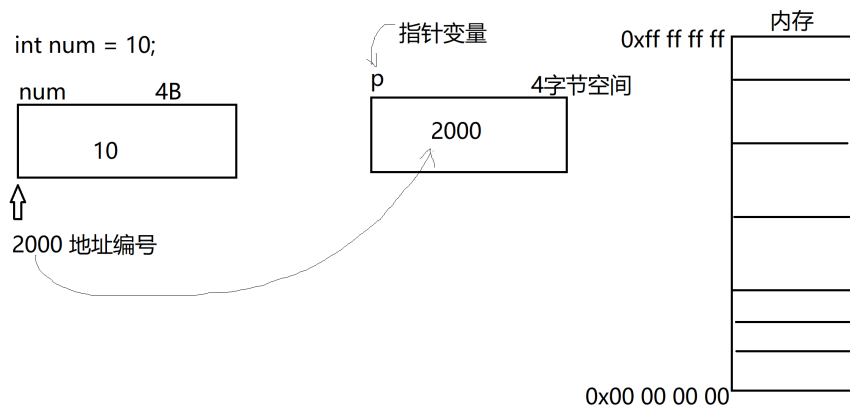 int num = 10;
num
4B
10
2000 地址编号
指针变量
p
4字节空间
2000
内存
0xff ff ff ff
0x00 00 00 00